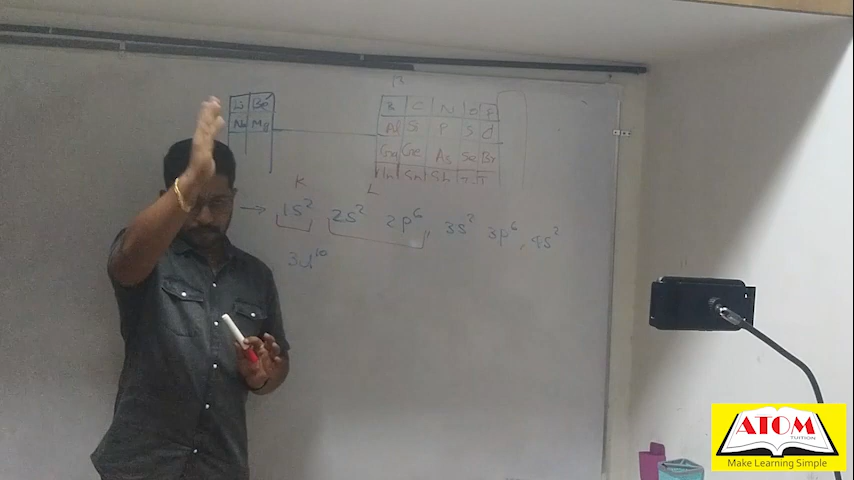 Li Be B C N O F
Na Mg Al Si P S Cl
Ga Ge As Se Br
In Sn Sb
K L
→ 1s² 2s² 2p⁶, 3s² 3p⁶, 4s²
3d¹⁰
ATOM
TUITION
Make Learning Simple